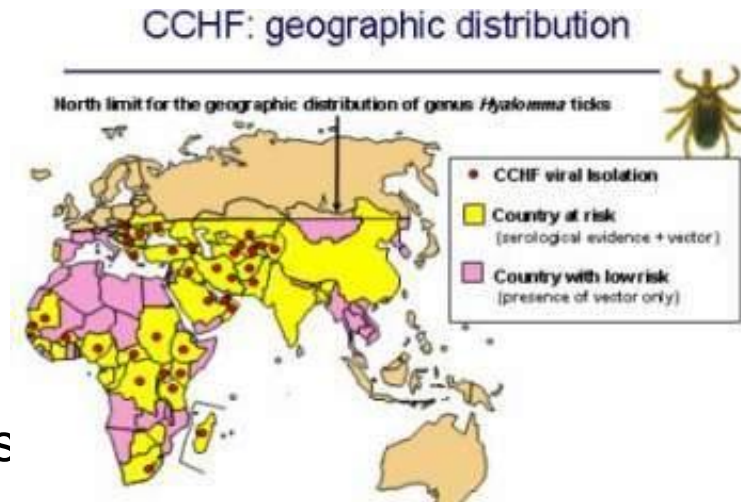 CCHF: geographic distribution
North limit for the geographic distribution of genus Hyalomma ticks
CCHF viral Isolation
Country at risk
(serological evidence + vector)
Country with low risk
(presence of vector only)
s